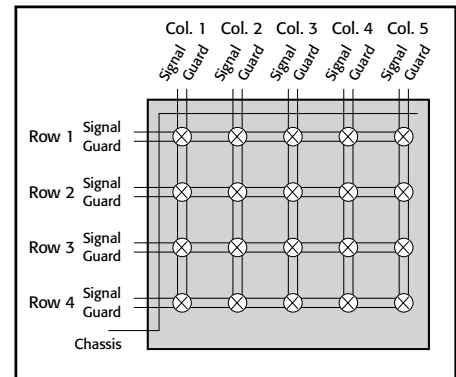 Col. 1 Col. 2 Col. 3 Col. 4 Col. 5
Signal Guard Signal Guard Signal Guard Signal Guard Signal Guard
Row 1 Signal
Guard
Row 2 Signal
Guard
Row 3 Signal
Guard
Row 4 Signal
Guard
Chassis